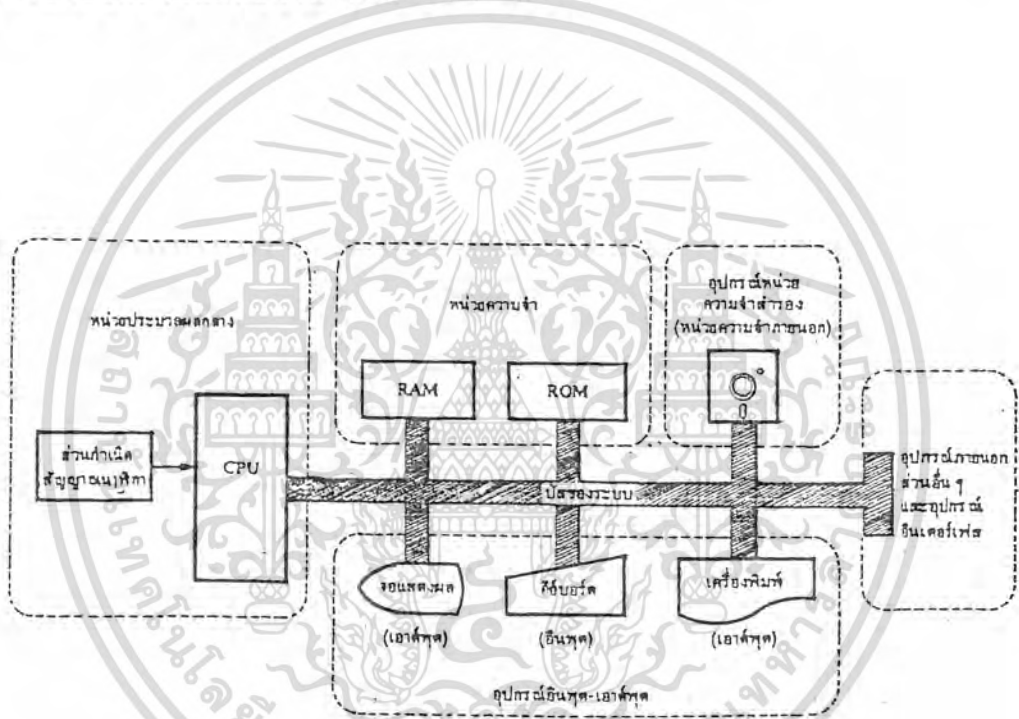 หน่วยประมวลผลกลาง
หน่วยความจำ
อุปกรณ์หน่วย
ความจำสำรอง
(หน่วยความจำภายนอก)
RAM
ROM
CPU
ส่วนกำเนิด
สัญญาณนาฬิกา
บัสของระบบ
อุปกรณ์ภายนอก
ส่วนอื่น ๆ
และอุปกรณ์
อินเตอร์เฟส
จอแสดงผล
คีย์บอร์ด
เครื่องพิมพ์
(เอาต์พุต)
(อินพุต)
(เอาต์พุต)
อุปกรณ์อินพุต-เอาต์พุต